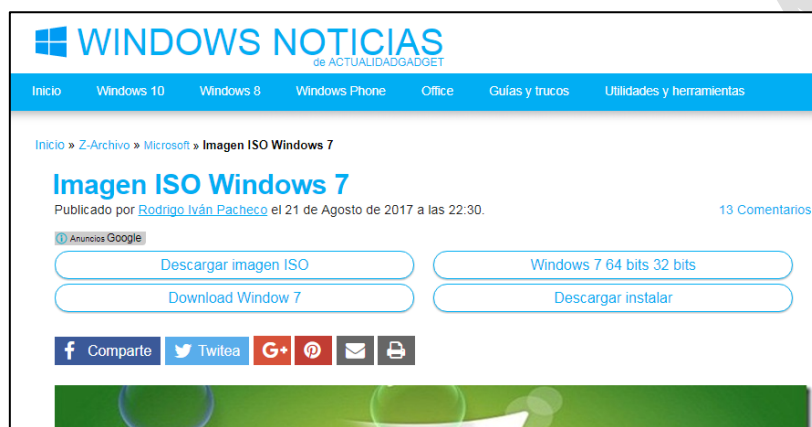 WINDOWS NOTICIAS
de ACTUALIDADGADGET
Inicio Windows 10 Windows 8 Windows Phone Office Guías y trucos Utilidades y herramientas
Inicio » Z-Archivo » Microsoft » Imagen ISO Windows 7
Imagen ISO Windows 7
Publicado por Rodrigo Iván Pacheco el 21 de Agosto de 2017 a las 22:30. 13 Comentarios
Anuncios Google
Descargar imagen ISO Windows 7 64 bits 32 bits
Download Window 7 Descargar instalar
Comparte Twitea G+